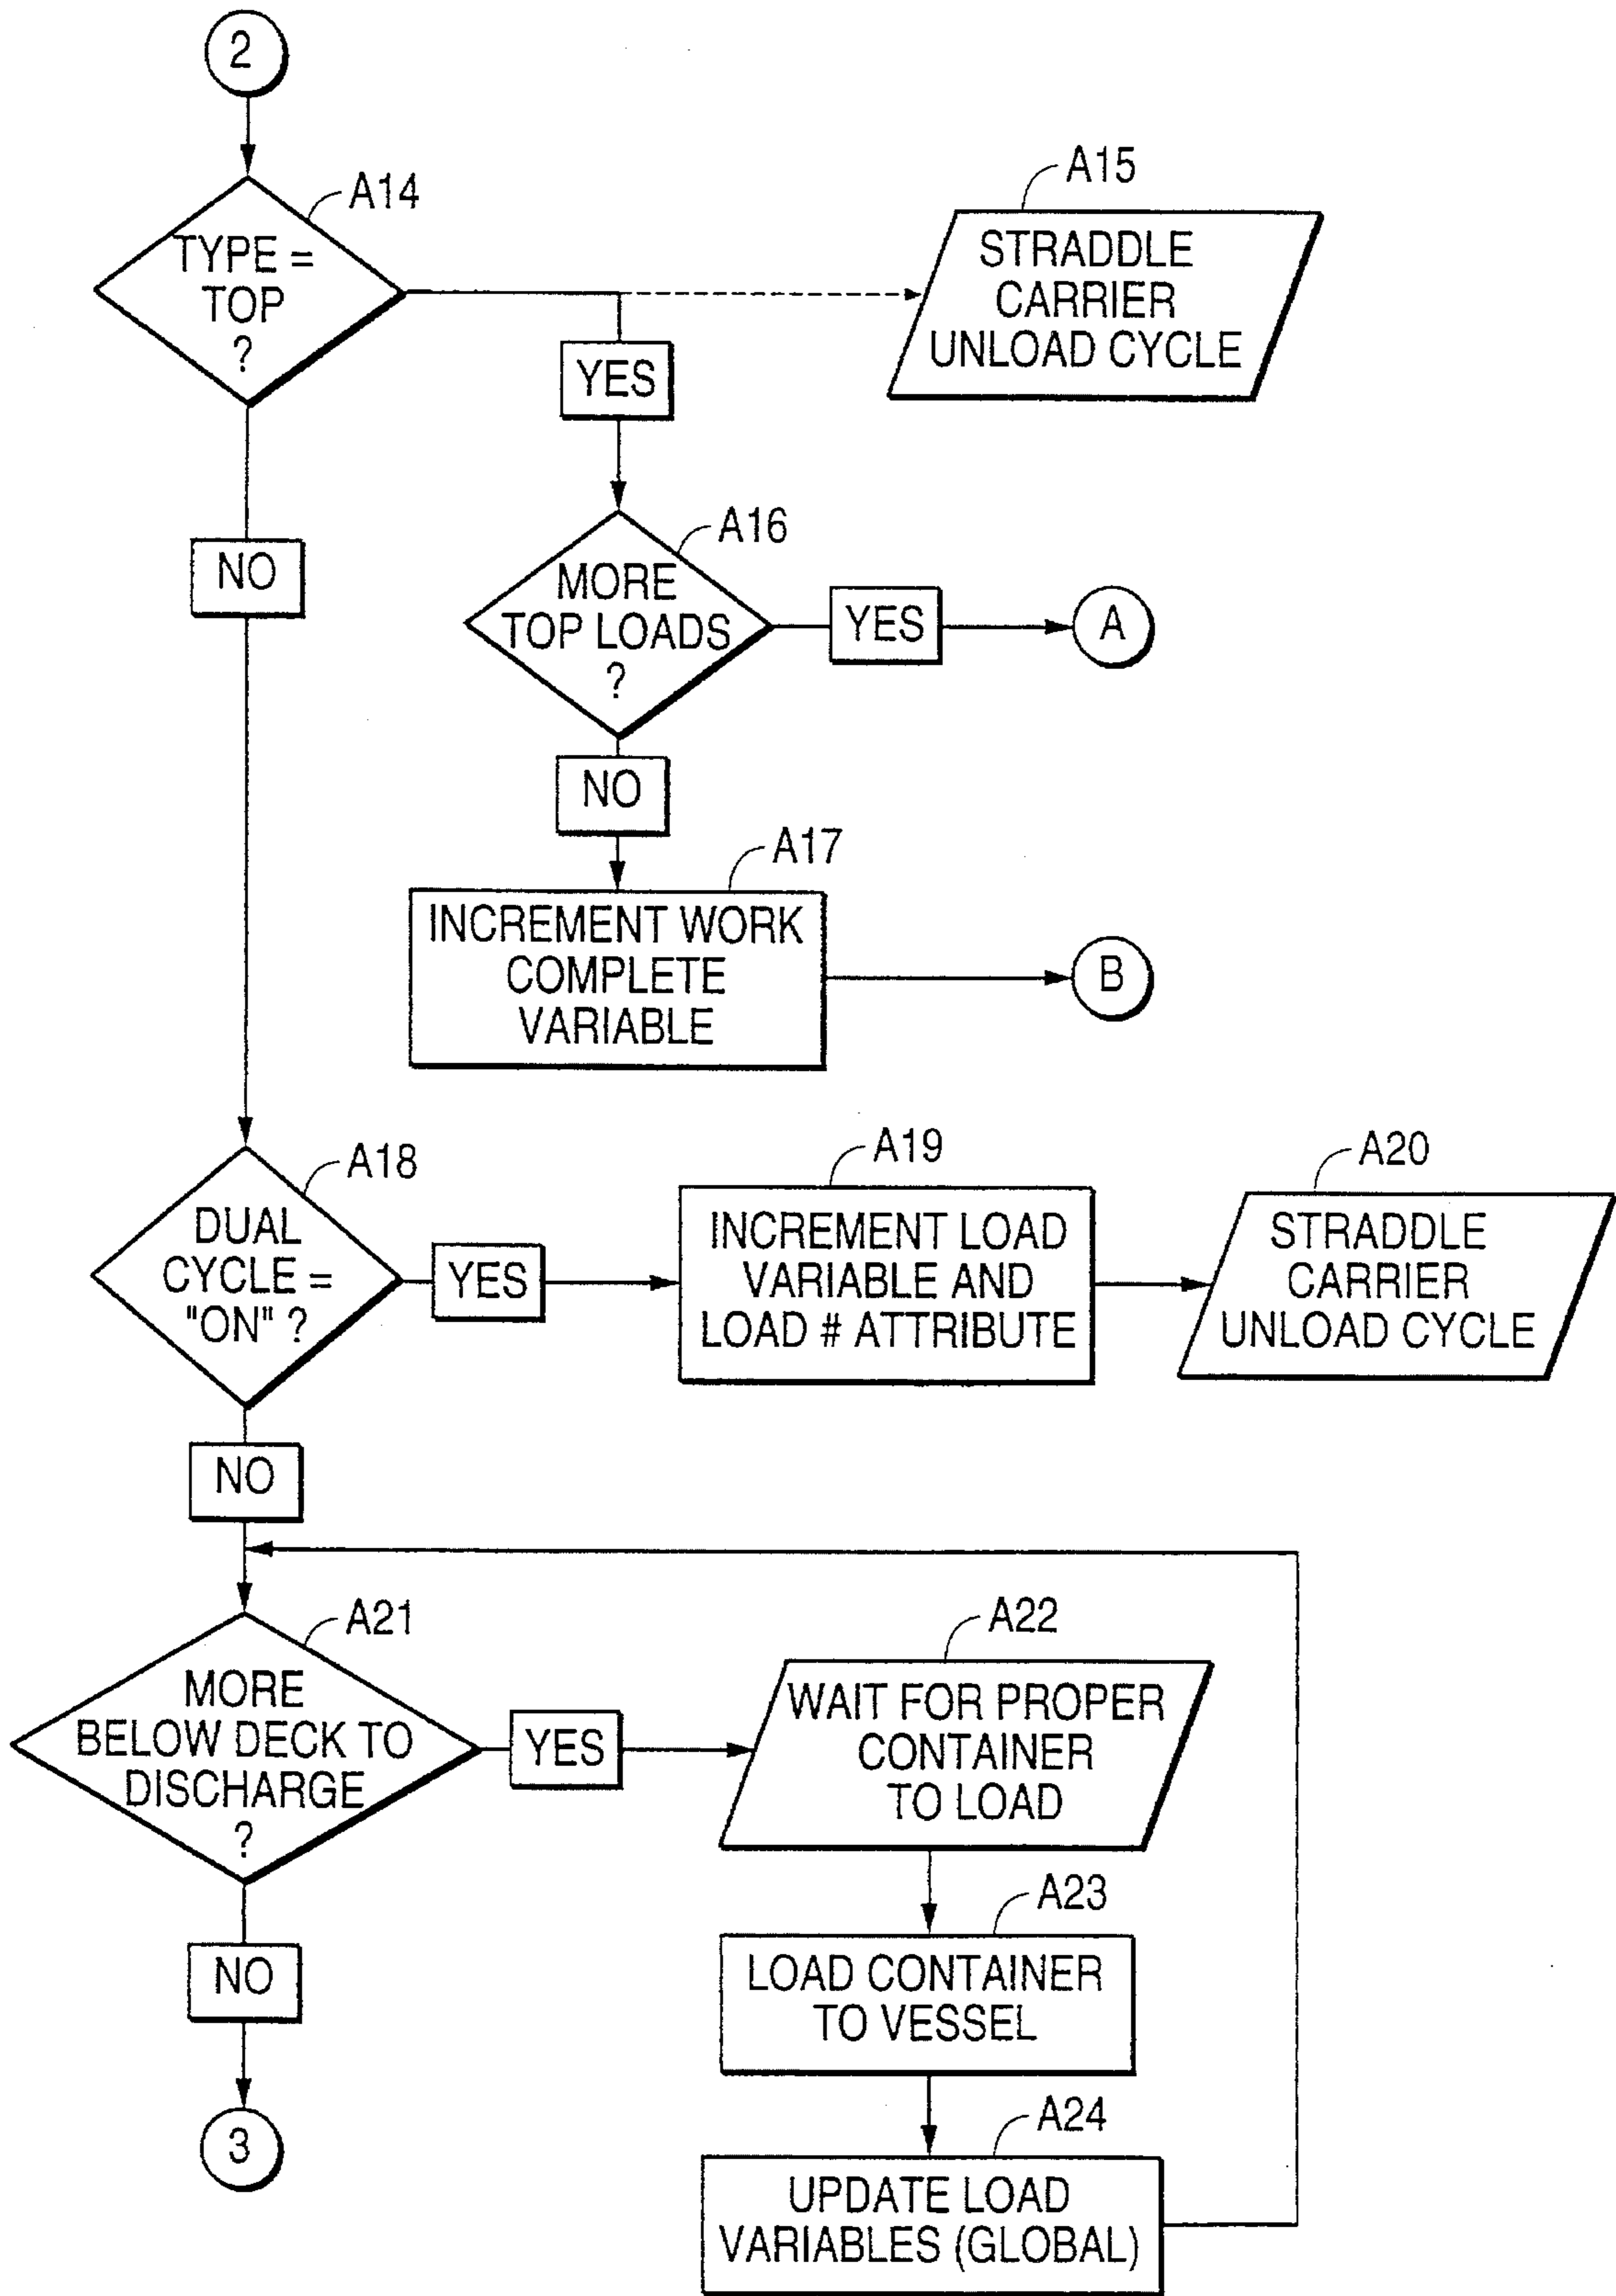 2
A14
TYPE =
TOP
?
A15
STRADDLE
CARRIER
UNLOAD CYCLE
YES
NO
A16
MORE
TOP LOADS
?
YES
A
NO
A17
INCREMENT WORK
COMPLETE
VARIABLE
B
A18
DUAL
CYCLE =
"ON" ?
YES
A19
INCREMENT LOAD
VARIABLE AND
LOAD # ATTRIBUTE
A20
STRADDLE
CARRIER
UNLOAD CYCLE
NO
A21
MORE
BELOW DECK TO
DISCHARGE
?
YES
A22
WAIT FOR PROPER
CONTAINER
TO LOAD
A23
LOAD CONTAINER
TO VESSEL
NO
3
A24
UPDATE LOAD
VARIABLES (GLOBAL)